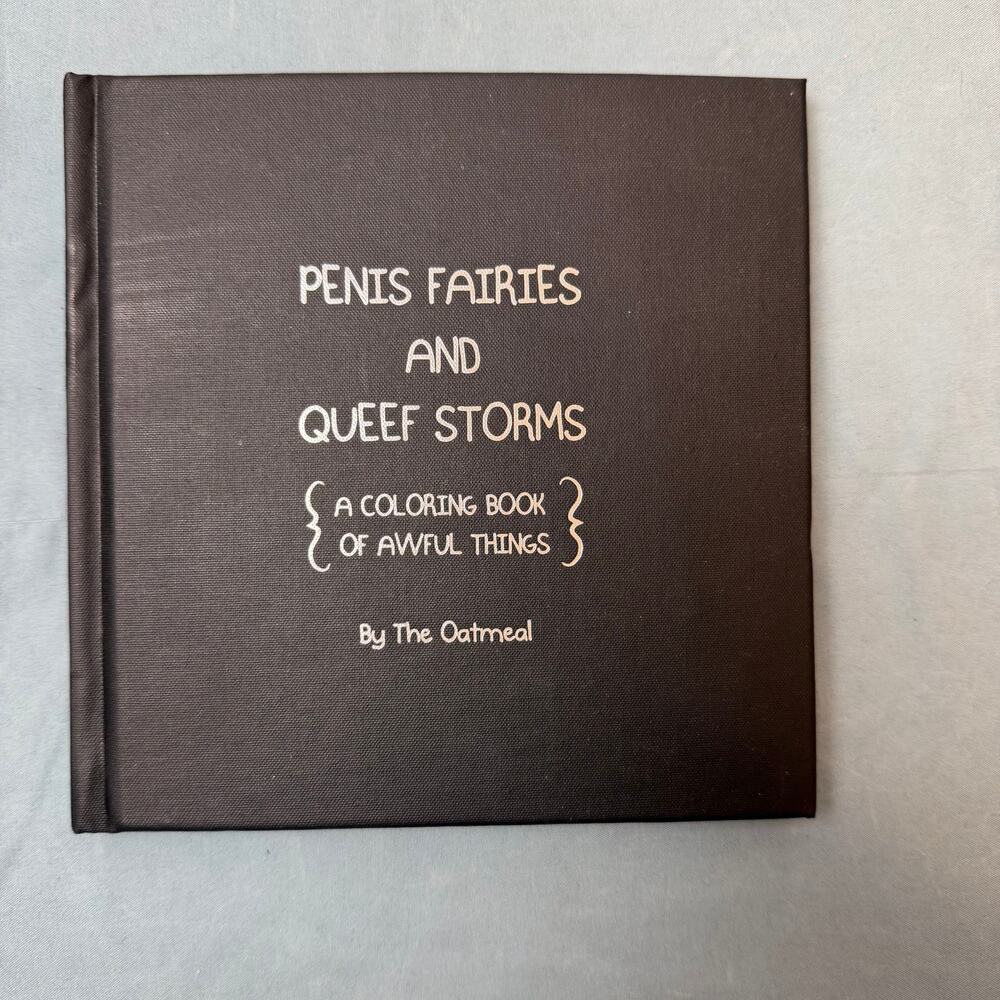 PENIS FAIRIES
AND
QUEEF STORMS
{ A COLORING BOOK
OF AWFUL THINGS }
By The Oatmeal